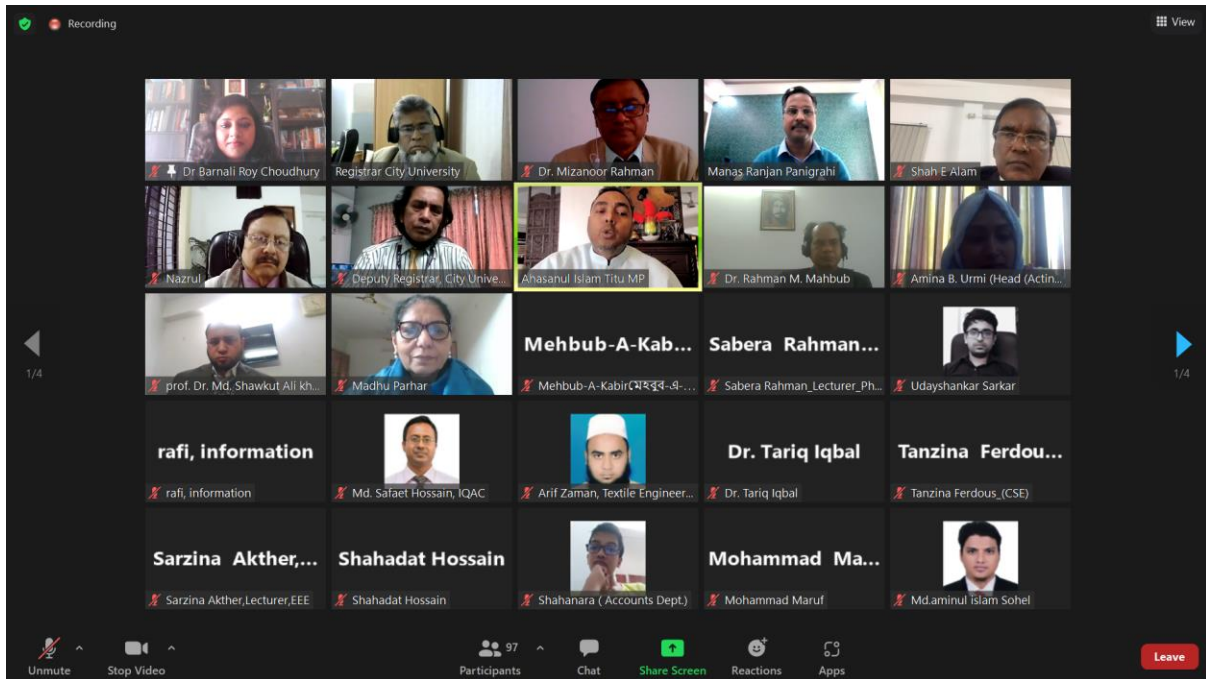 Recording
View
Dr Barnali Roy Choudhury
Registrar City University
Dr. Mizanoor Rahman
Manas Ranjan Panigrahi
Shah E Alam
Nazrul
Deputy Registrar, City Unive...
Ahasanul Islam Titu MP
Dr. Rahman M. Mahbub
Amina B. Urmi (Head (Actin...
prof. Dr. Md. Shawkut Ali kh...
Madhu Parhar
Mehbub-A-Kab...
Mehbub-A-Kabirমেহবুব-এ-...
Sabera Rahman...
Sabera Rahman_Lecturer_Ph...
Udayshankar Sarkar
1/4
1/4
rafi, information
rafi, information
Md. Safaet Hossain, IQAC
Arif Zaman, Textile Engineer...
Dr. Tariq Iqbal
Dr. Tariq Iqbal
Tanzina Ferdou...
Tanzina Ferdous_(CSE)
Sarzina Akther,...
Sarzina Akther,Lecturer,EEE
Shahadat Hossain
Shahadat Hossain
Shahanara ( Accounts Dept.)
Mohammad Ma...
Mohammad Maruf
Md.aminul islam Sohel
Unmute
Stop Video
97
Participants
Chat
Share Screen
Reactions
Apps
Leave